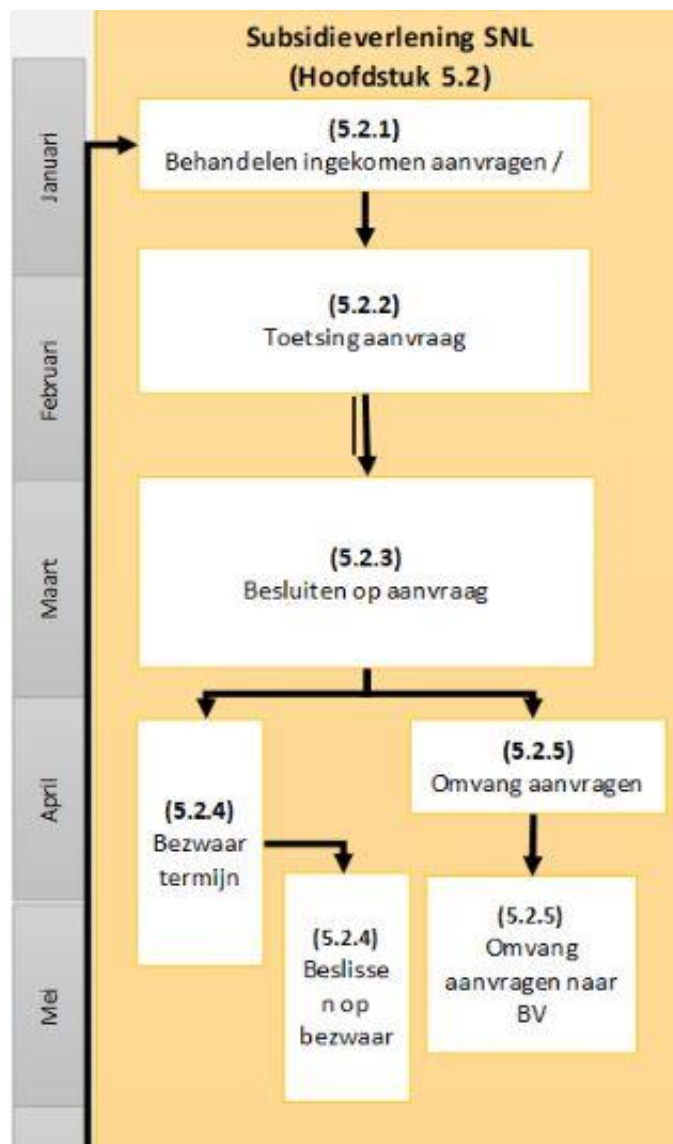 Subsidieverlening SNL
(Hoofdstuk 5.2)
Januari
(5.2.1)
Behandelen ingekomen aanvragen /
Februari
(5.2.2)
Toetsing aanvraag
Maart
(5.2.3)
Besluiten op aanvraag
April
(5.2.4)
Bezwaar
termijn
(5.2.5)
Omvang aanvragen
Mei
(5.2.4)
Beslisse
n op
bezwaar
(5.2.5)
Omvang
aanvragen naar
BV